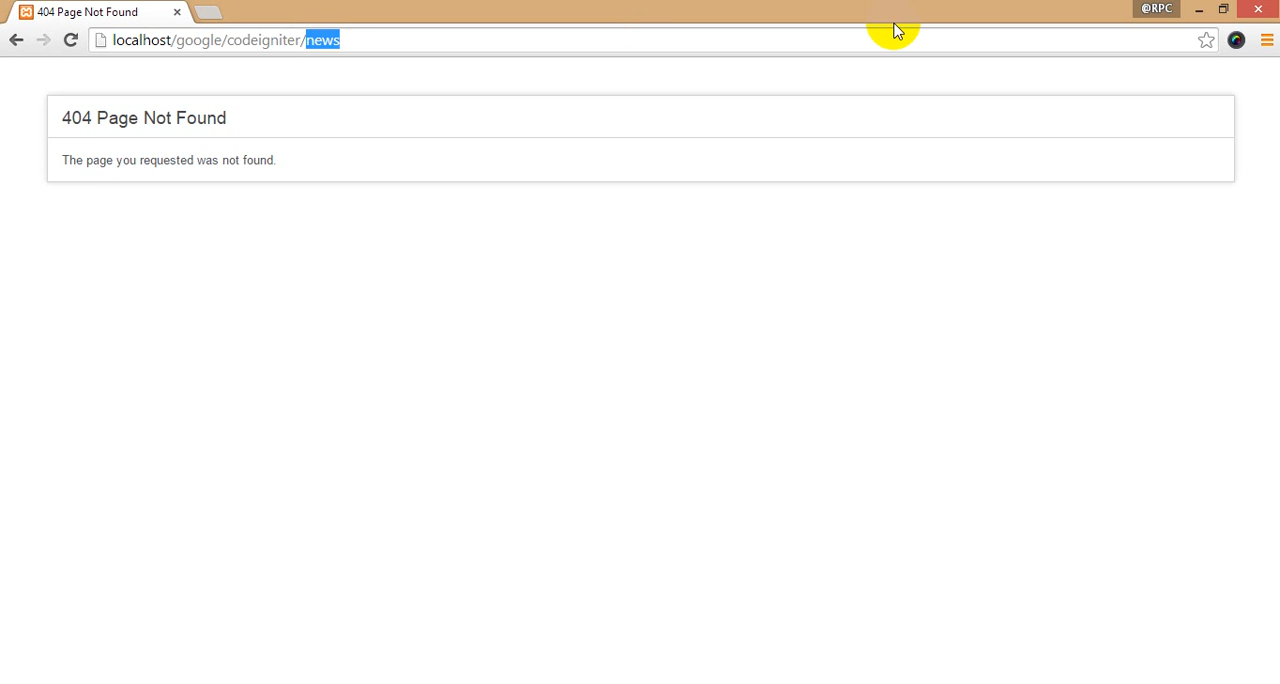 404 Page Not Found
@RPC
localhost/google/codeigniter/news
404 Page Not Found
The page you requested was not found.